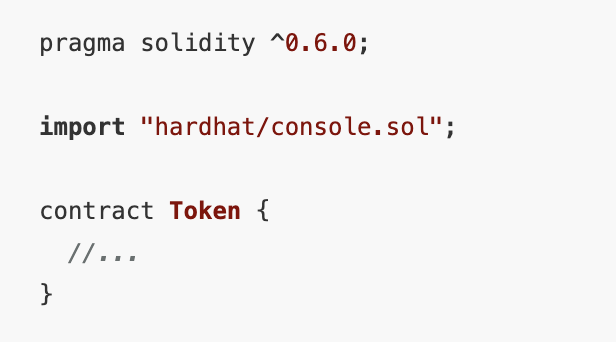 pragma solidity ^0.6.0;
import "hardhat/console.sol";
contract Token {
//...
}